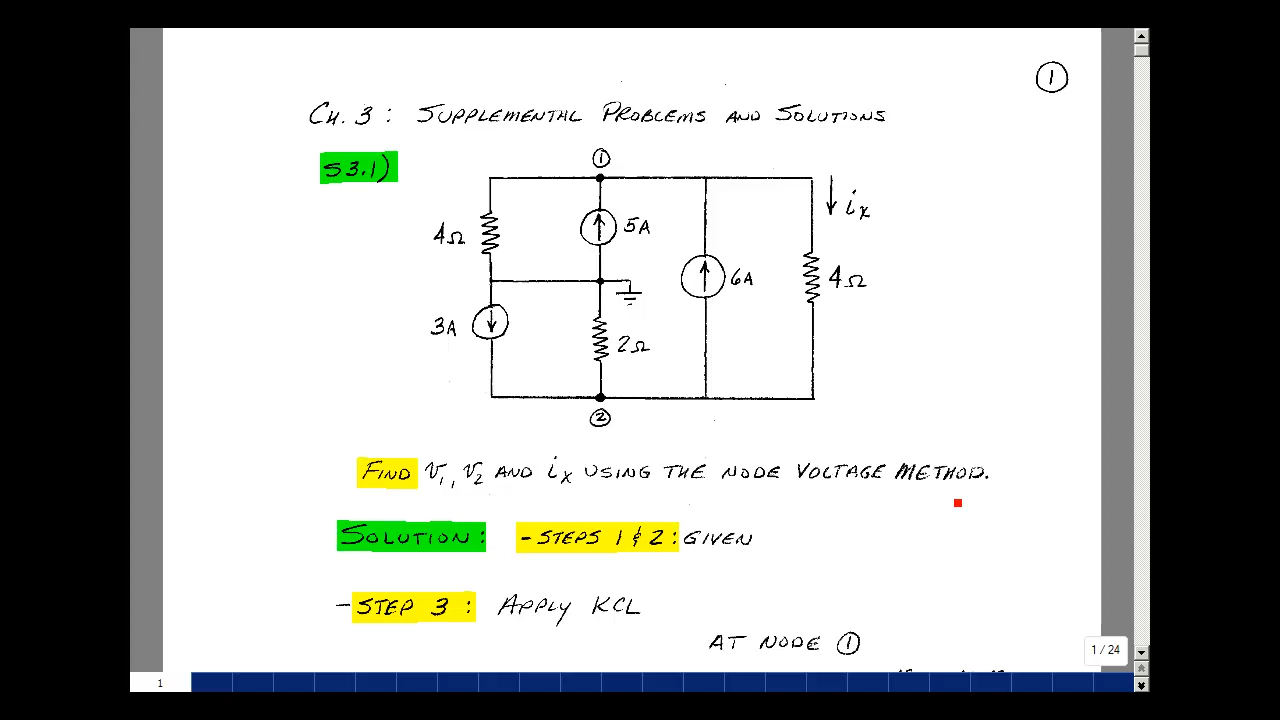 ①
CH. 3 : SUPPLEMENTAL PROBLEMS AND SOLUTIONS
S3.1)
①
4Ω
5A
6A
iₓ
4Ω
3A
2Ω
②
FIND v₁, v₂ AND iₓ USING THE NODE VOLTAGE METHOD.
SOLUTION: - STEPS 1 & 2: GIVEN
- STEP 3: APPLY KCL
AT NODE ①
1 / 24
1